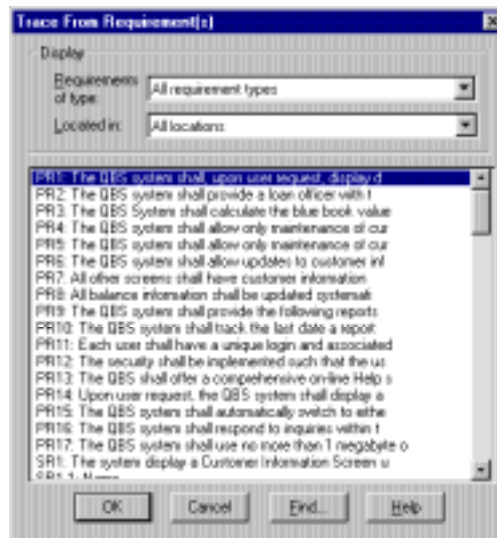 Trace From Requirement(s)
Display
Requirements of type: All requirement types
Located in: All locations
PR1: The QBS system shall, upon user request, display d
PR2: The QBS system shall provide a loan officer with t
PR3: The QBS System shall calculate the blue book value
PR4: The QBS system shall allow only maintenance of cur
PR5: The QBS system shall allow only maintenance of cur
PR6: The QBS system shall allow updates to customer inf
PR7: All other screens shall have customer information
PR8: All balance information shall be updated systemati
PR9: The QBS system shall provide the following reports
PR10: The QBS system shall track the last date a report
PR11: Each user shall have a unique login and associated
PR12: The security shall be implemented such that the us
PR13: The QBS shall offer a comprehensive on-line Help s
PR14: Upon user request, the QBS system shall display a
PR15: The QBS system shall automatically switch to eithe
PR16: The QBS system shall respond to inquiries within t
PR17: The QBS system shall use no more than 1 megabyte o
SR1: The system display a Customer Information Screen u
SR1.1: Name
OK Cancel Find... Help